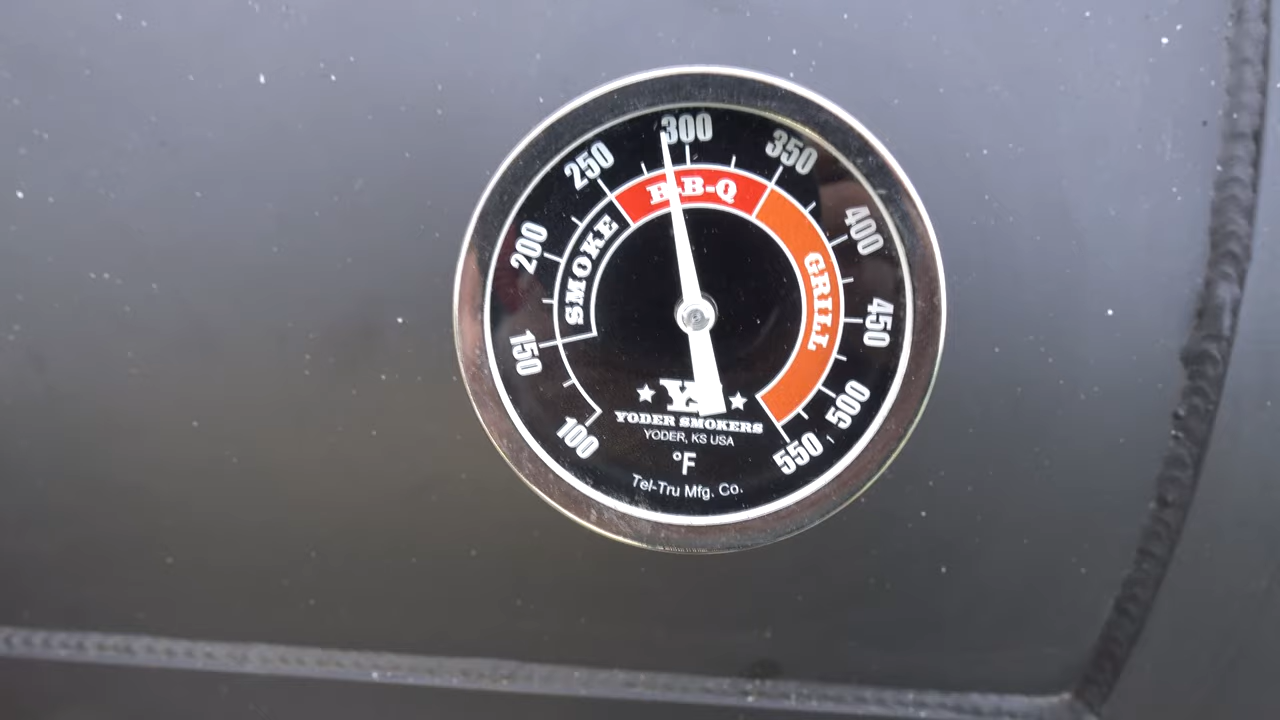 300
250
350
B-B-Q
200
400
SMOKE
GRILL
150
450
500
100
550
YS
YODER SMOKERS
YODER, KS USA
°F
Tel-Tru Mfg. Co.